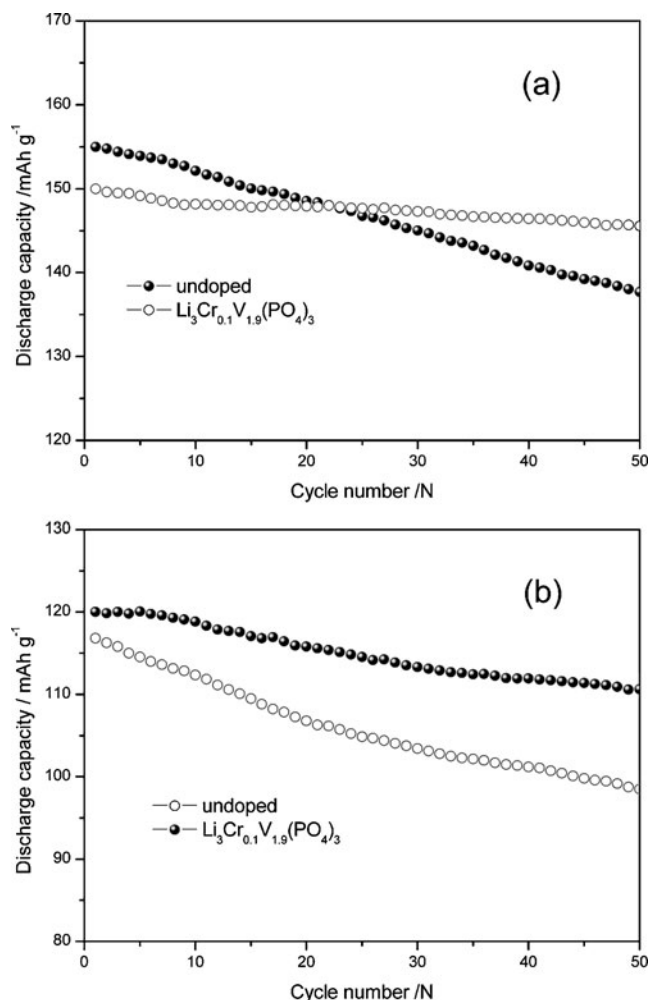 170
160
150
140
130
120
Discharge capacity /mAh g⁻¹
(a)
undoped
Li₃Cr₀.₁V₁.₉(PO₄)₃
0 10 20 30 40 50
Cycle number /N
130
120
110
100
90
80
Discharge capacity / mAh g⁻¹
(b)
undoped
Li₃Cr₀.₁V₁.₉(PO₄)₃
0 10 20 30 40 50
Cycle number /N